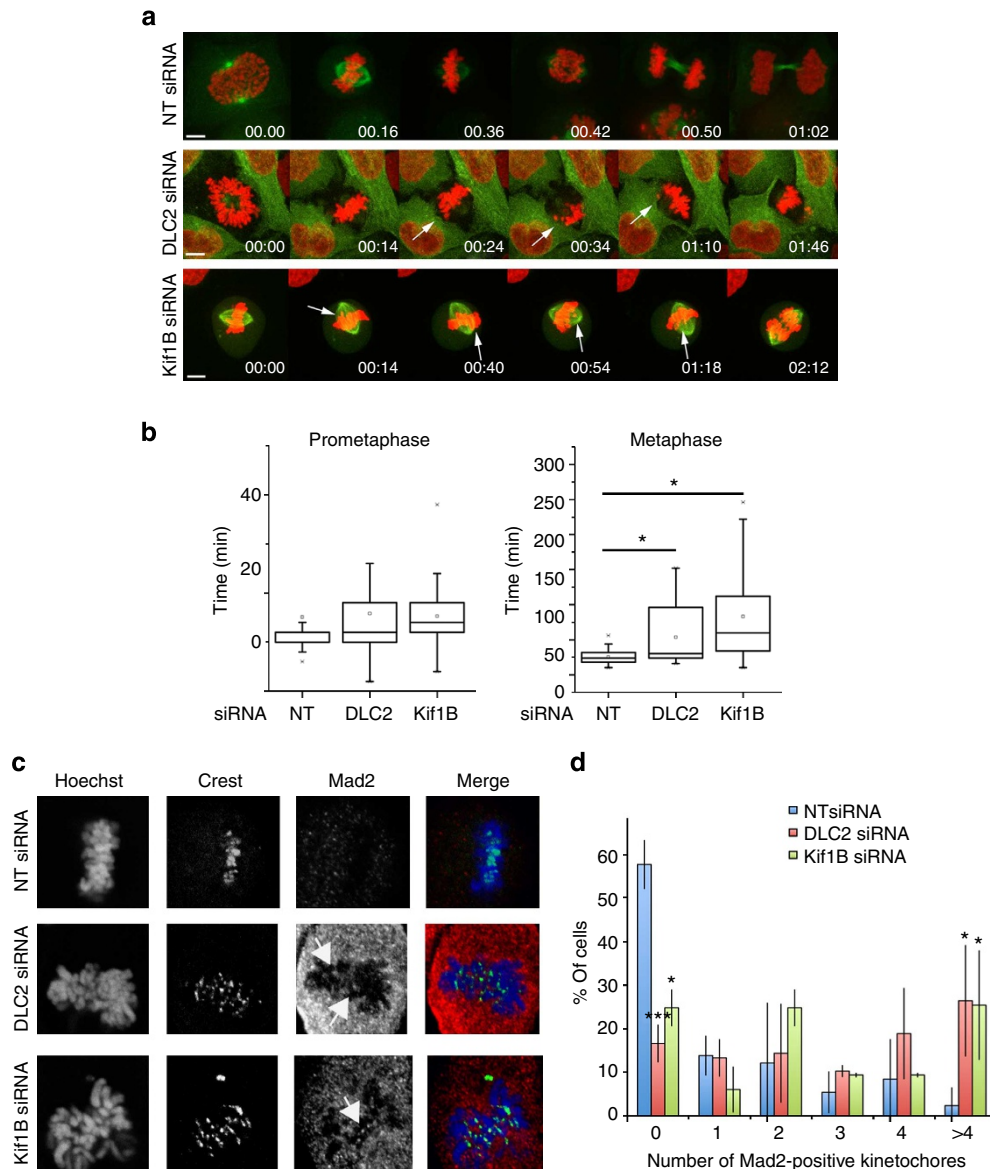 a
NT siRNA
00.00 00.16 00.36 00.42 00.50 01:02
DLC2 siRNA
00:00 00:14 00:24 00:34 01:10 01:46
Kif1B siRNA
00:00 00:14 00:40 00:54 01:18 02:12
b
Prometaphase
Time (min)
40
20
0
siRNA NT DLC2 Kif1B
Metaphase
Time (min)
300
250
200
150
100
50
0
*
*
siRNA NT DLC2 Kif1B
c
Hoechst Crest Mad2 Merge
NT siRNA
DLC2 siRNA
Kif1B siRNA
d
NTsiRNA
DLC2 siRNA
Kif1B siRNA
% Of cells
60
50
40
30
20
10
0
***
*
* *
0 1 2 3 4 >4
Number of Mad2-positive kinetochores